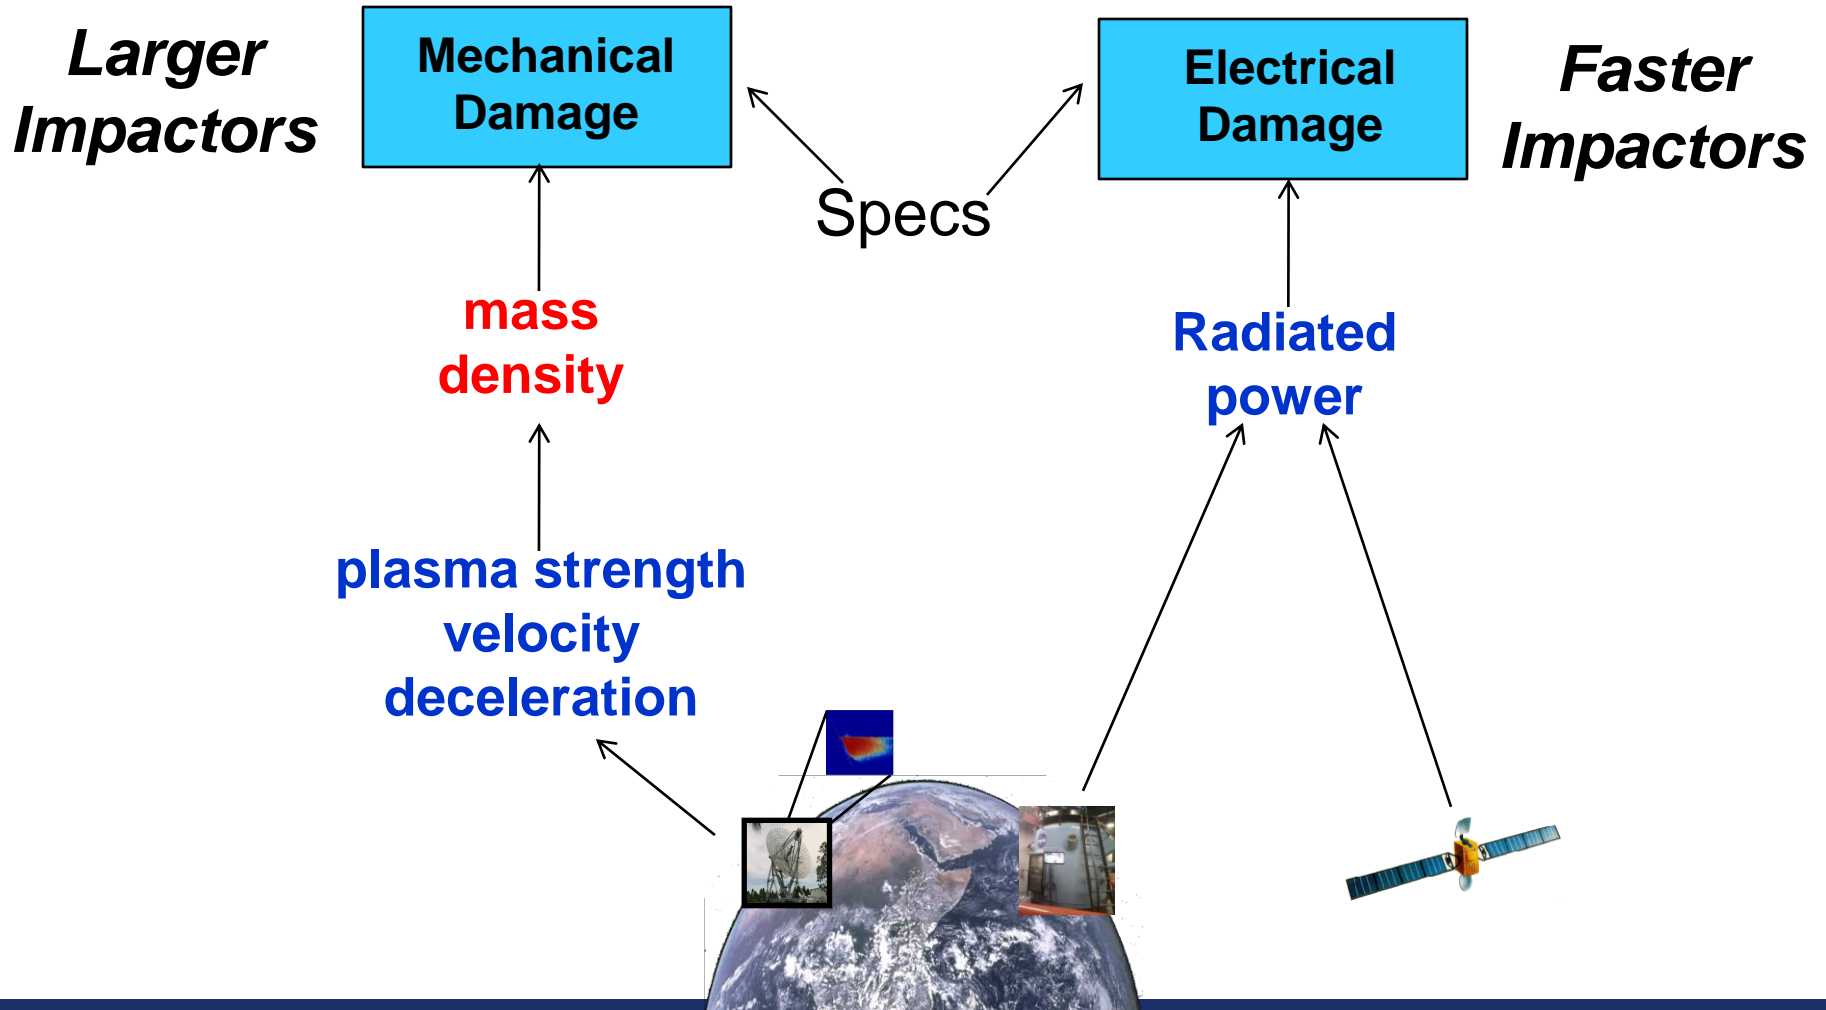 Larger
Impactors
Mechanical
Damage
Electrical
Damage
Faster
Impactors
Specs
mass
density
Radiated
power
plasma strength
velocity
deceleration